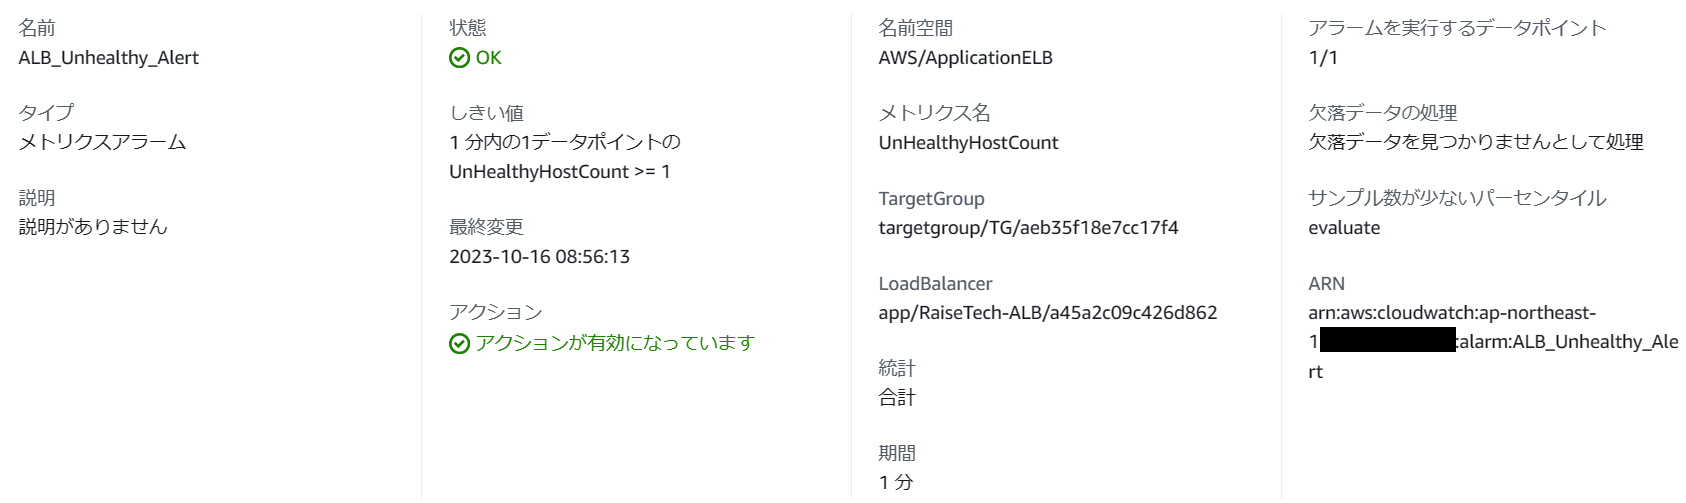 名前
ALB_Unhealthy_Alert
タイプ
メトリクスアラーム
説明
説明がありません
状態
OK
しきい値
1 分内の1データポイントの
UnHealthyHostCount >= 1
最終変更
2023-10-16 08:56:13
アクション
アクションが有効になっています
名前空間
AWS/ApplicationELB
メトリクス名
UnHealthyHostCount
TargetGroup
targetgroup/TG/aeb35f18e7cc17f4
LoadBalancer
app/RaiseTech-ALB/a45a2c09c426d862
統計
合計
期間
1 分
アラームを実行するデータポイント
1/1
欠落データの処理
欠落データを見つかりませんとして処理
サンプル数が少ないパーセンタイル
evaluate
ARN
arn:aws:cloudwatch:ap-northeast-
1 :alarm:ALB_Unhealthy_Ale
rt